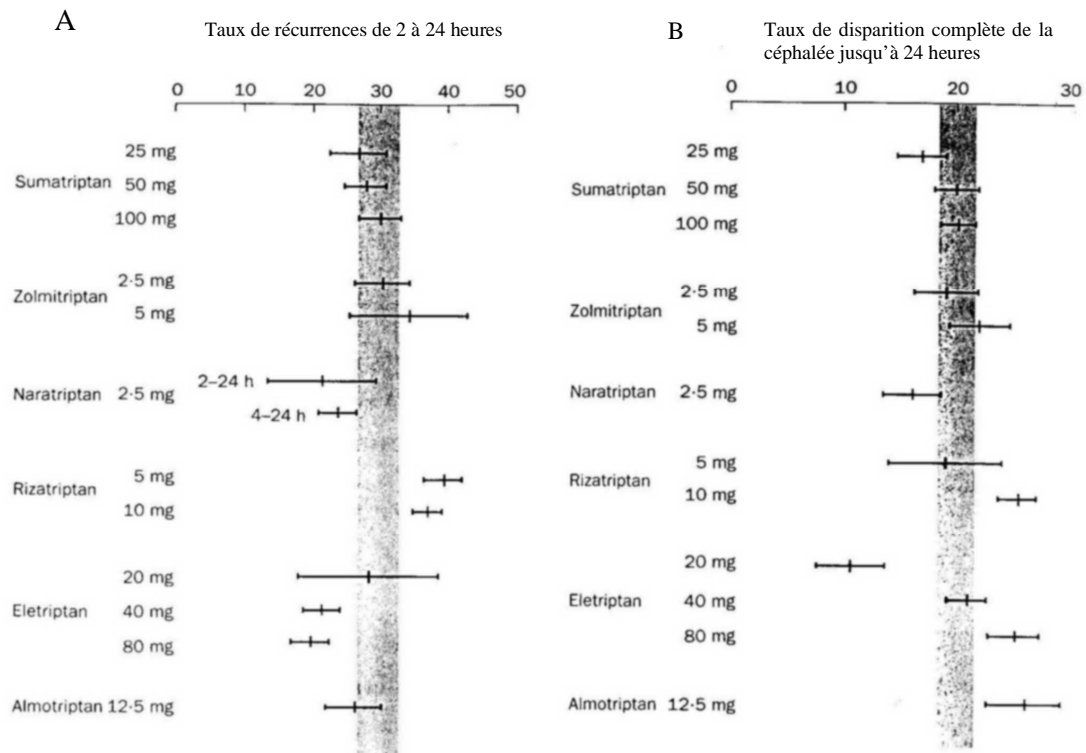 A
Taux de récurrences de 2 à 24 heures
0 10 20 30 40 50
Sumatriptan
25 mg
50 mg
100 mg
Zolmitriptan
2·5 mg
5 mg
Naratriptan 2·5 mg
2–24 h
4–24 h
Rizatriptan
5 mg
10 mg
Eletriptan
20 mg
40 mg
80 mg
Almotriptan 12·5 mg
B
Taux de disparition complète de la
céphalée jusqu'à 24 heures
0 10 20 30
Sumatriptan
25 mg
50 mg
100 mg
Zolmitriptan
2·5 mg
5 mg
Naratriptan 2·5 mg
Rizatriptan
5 mg
10 mg
Eletriptan
20 mg
40 mg
80 mg
Almotriptan 12·5 mg